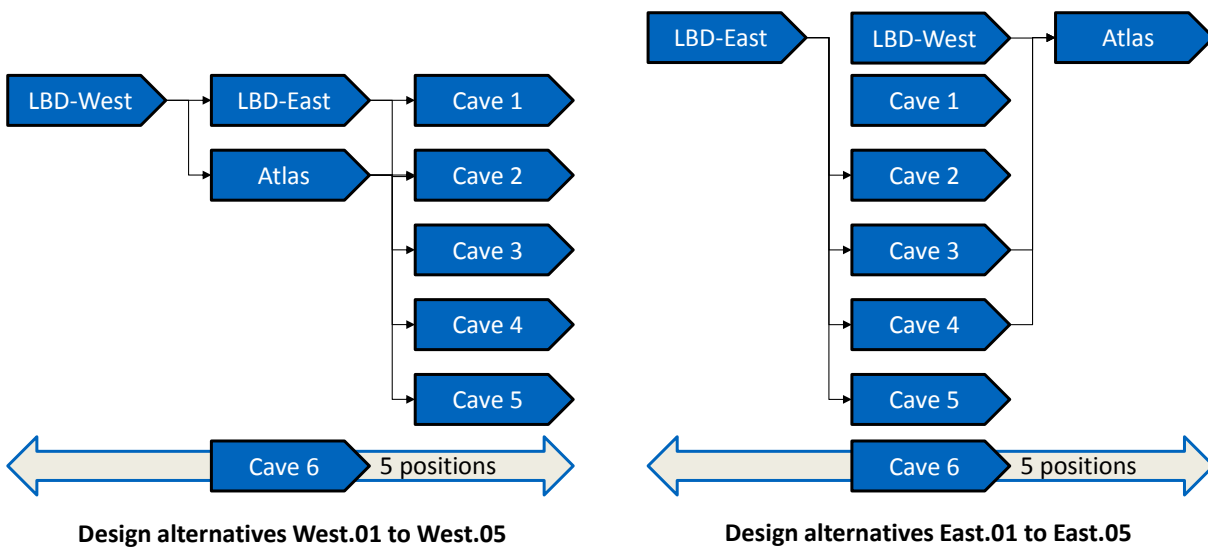 LBD-West
LBD-East
Cave 1
Atlas
Cave 2
Cave 3
Cave 4
Cave 5
Cave 6
5 positions
Design alternatives West.01 to West.05
LBD-East
LBD-West
Atlas
Cave 1
Cave 2
Cave 3
Cave 4
Cave 5
Cave 6
5 positions
Design alternatives East.01 to East.05